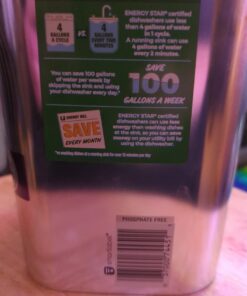 4
GALLONS
A CYCLE
VS.
4
GALLONS EVERY
TWO
MINUTES
ENERGY STAR® certified
dishwashers use less
than 4 gallons of water
in 1 cycle.
A running sink can use
4 gallons of water
every 2 minutes.
You can save 100 gallons
of water per week by
skipping the sink and using
your dishwasher every day.*
SAVE
100
GALLONS A WEEK
ENERGY BILL
SAVE
EVERY MONTH
ENERGY STAR® certified
dishwashers can use less
energy than washing dishes
at the sink, so you can save
money on your utility bill by
using the dishwasher.
PHOSPHATE FREE